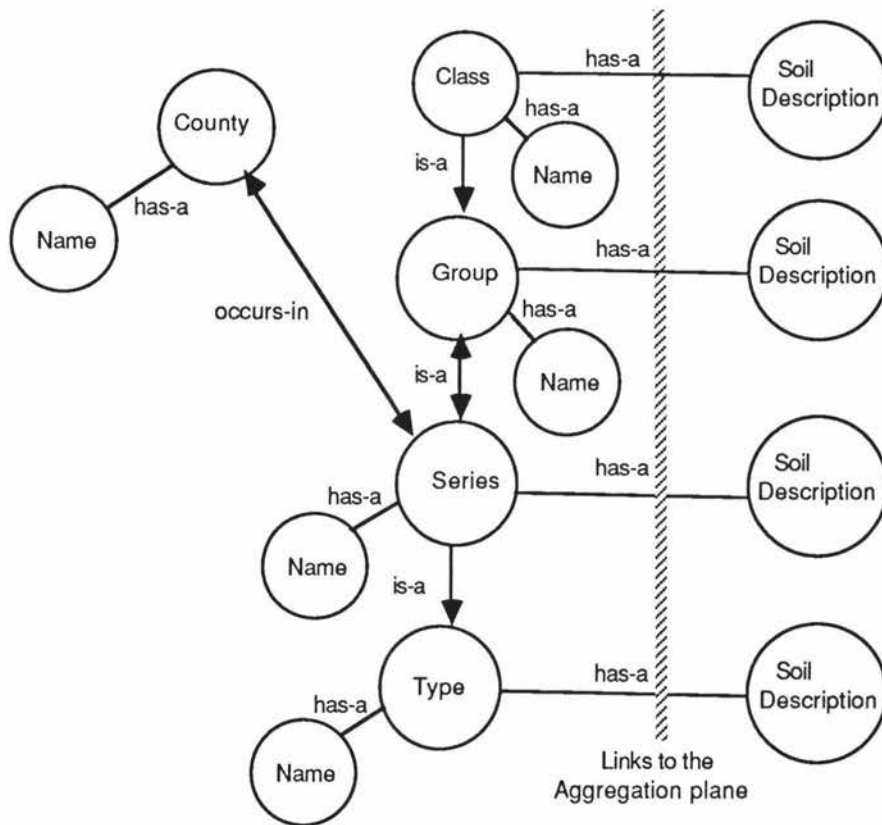 has-a
Soil
Description
Class
County
has-a
is-a
Name
has-a
Name
Group
has-a
Soil
Description
occurs-in
has-a
is-a
Name
Series
has-a
Soil
Description
has-a
Name
is-a
Type
has-a
Soil
Description
has-a
Name
Links to the
Aggregation plane